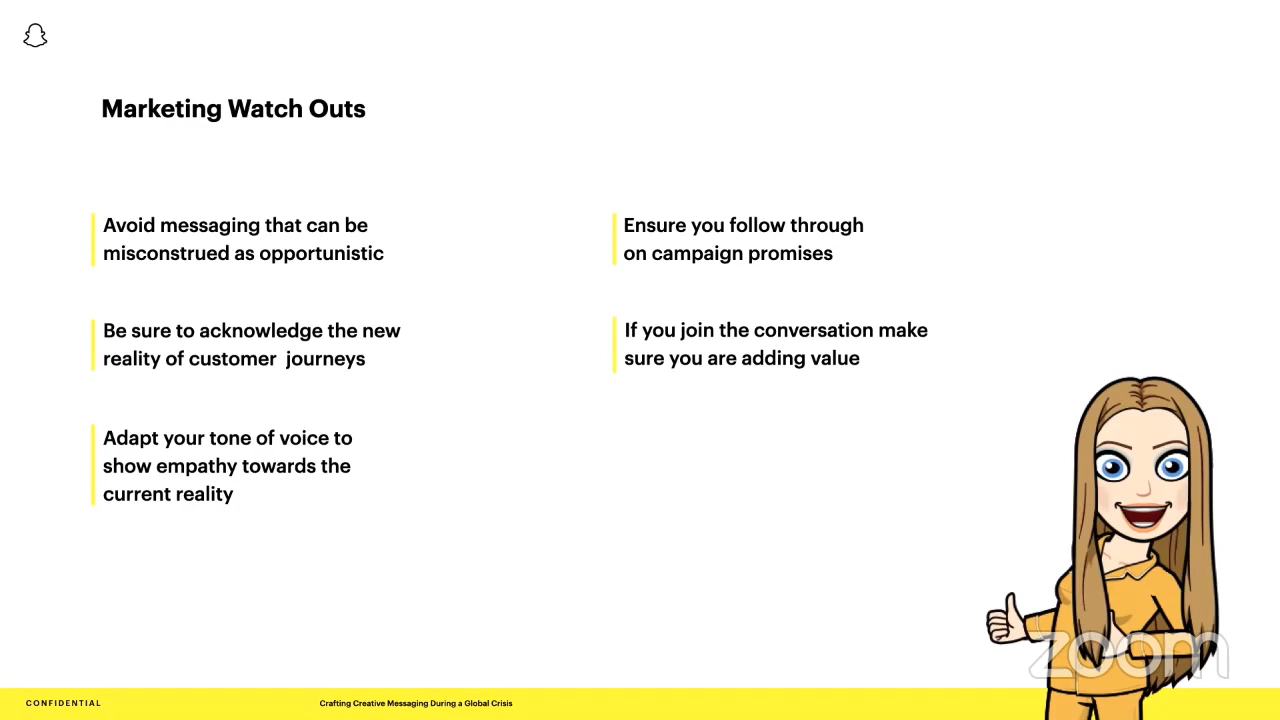 Marketing Watch Outs
Avoid messaging that can be
misconstrued as opportunistic
Be sure to acknowledge the new
reality of customer  journeys
Adapt your tone of voice to
show empathy towards the
current reality
Ensure you follow through
on campaign promises
If you join the conversation make
sure you are adding value
zoom
CONFIDENTIAL
Crafting Creative Messaging During a Global Crisis